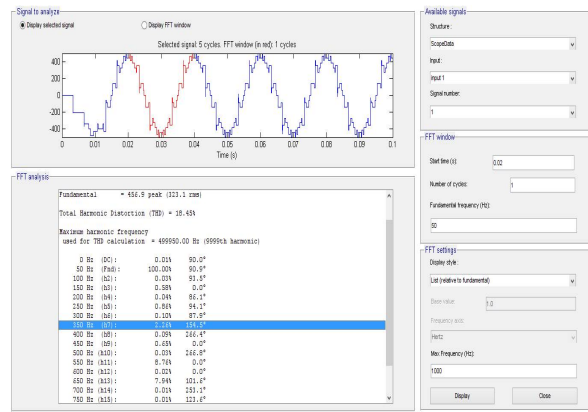 Signal to analyze
Display selected signal
Display FFT window
Selected signal: 5 cycles. FFT window (in red): 1 cycles
400
200
0
-200
-400
0 0.01 0.02 0.03 0.04 0.05 0.06 0.07 0.08 0.09 0.1
Time (s)
FFT analysis
Fundamental = 456.9 peak (323.1 rms)
Total Harmonic Distortion (THD) = 18.45%
Maximum harmonic frequency
used for THD calculation = 499950.00 Hz (9999th harmonic)
0 Hz (DC): 0.01% 90.0°
50 Hz (Fnd): 100.00% 90.9°
100 Hz (h2): 0.03% 93.5°
150 Hz (h3): 0.58% 0.0°
200 Hz (h4): 0.04% 86.1°
250 Hz (h5): 0.86% 94.1°
300 Hz (h6): 0.10% 87.9°
350 Hz (h7): 2.26% 154.5°
400 Hz (h8): 0.09% 266.4°
450 Hz (h9): 0.65% 0.0°
500 Hz (h10): 0.03% 266.8°
550 Hz (h11): 8.76% 0.0°
600 Hz (h12): 0.02% 0.0°
650 Hz (h13): 7.94% 101.6°
700 Hz (h14): 0.01% 253.1°
750 Hz (h15): 0.01% 123.6°
Available signals
Structure :
ScopeData
Input :
input 1
Signal number:
1
FFT window
Start time (s):
0.02
Number of cycles:
1
Fundamental frequency (Hz):
50
FFT settings
Display style :
List (relative to fundamental)
Base value:
1.0
Frequency axis:
Hertz
Max Frequency (Hz):
1000
Display
Close